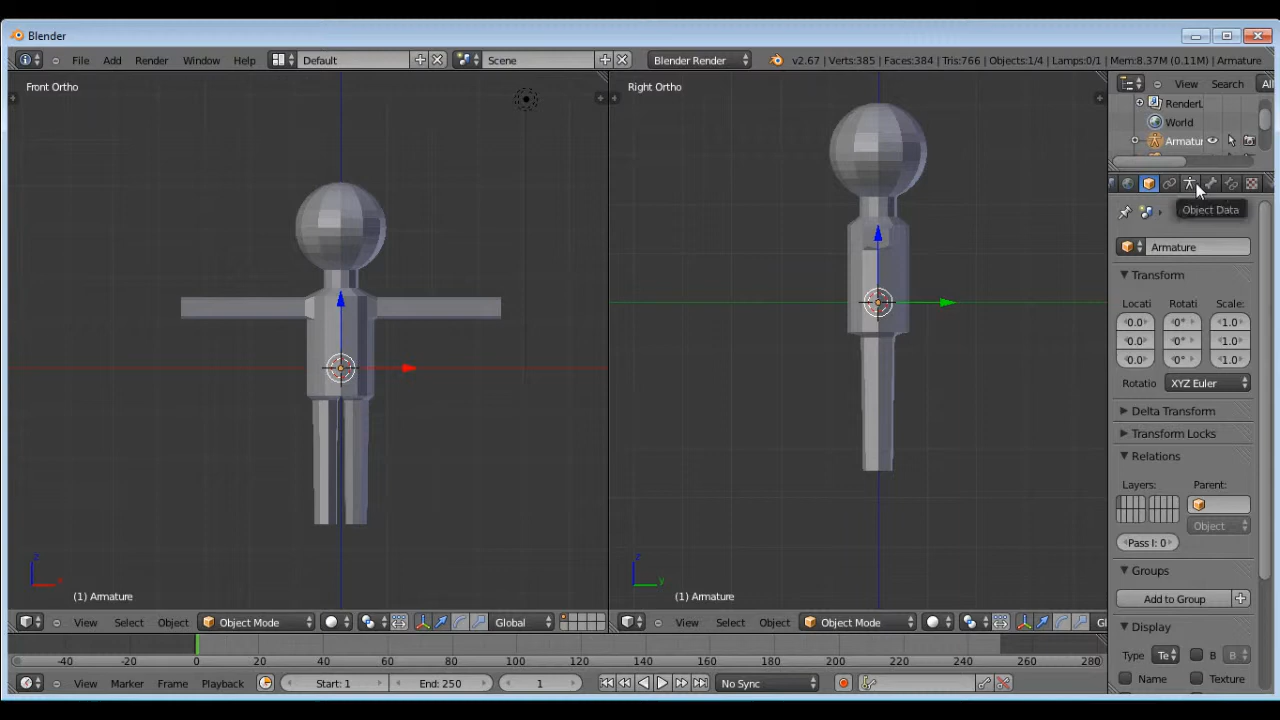 Blender
File Add Render Window Help Default Scene Blender Render v2.67 | Verts:385 | Faces:384 | Tris:766 | Objects:1/4 | Lamps:0/1 | Mem:8.37M (0.11M) | Armature
Front Ortho
Right Ortho
View Search All
RenderL
World
Armatur
Object Data
Armature
Transform
Locati Rotati Scale:
0.0 0° 1.0
0.0 0° 1.0
0.0 0° 1.0
Rotatio XYZ Euler
Delta Transform
Transform Locks
Relations
Layers: Parent:
Object
Pass I: 0
Groups
Add to Group
Display
Type Te B B
Name Texture
z
x
(1) Armature
z
y
(1) Armature
View Select Object Object Mode Global
View Select Object Object Mode Gl
-40 -20 0 20 40 60 80 100 120 140 160 180 200 220 240 260 280
View Marker Frame Playback Start: 1 End: 250 1 No Sync